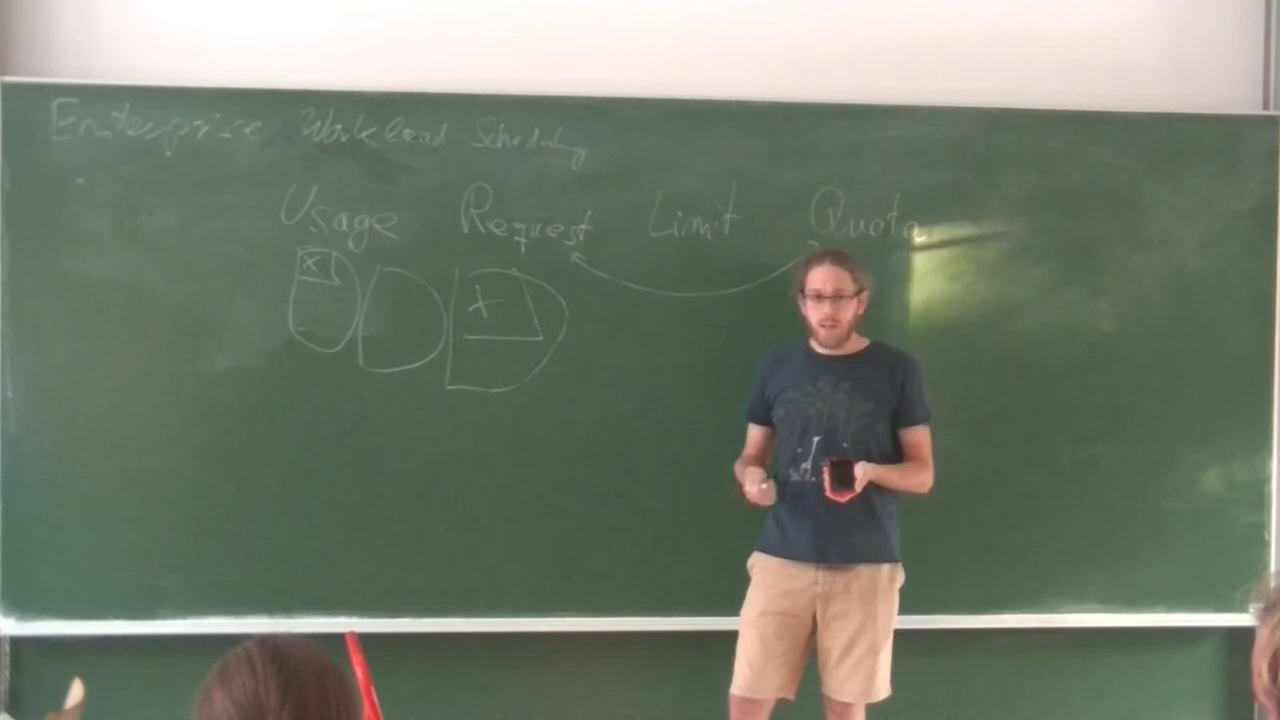 Enterprise Workload Scheduling
Usage Request Limit Quota
x
x